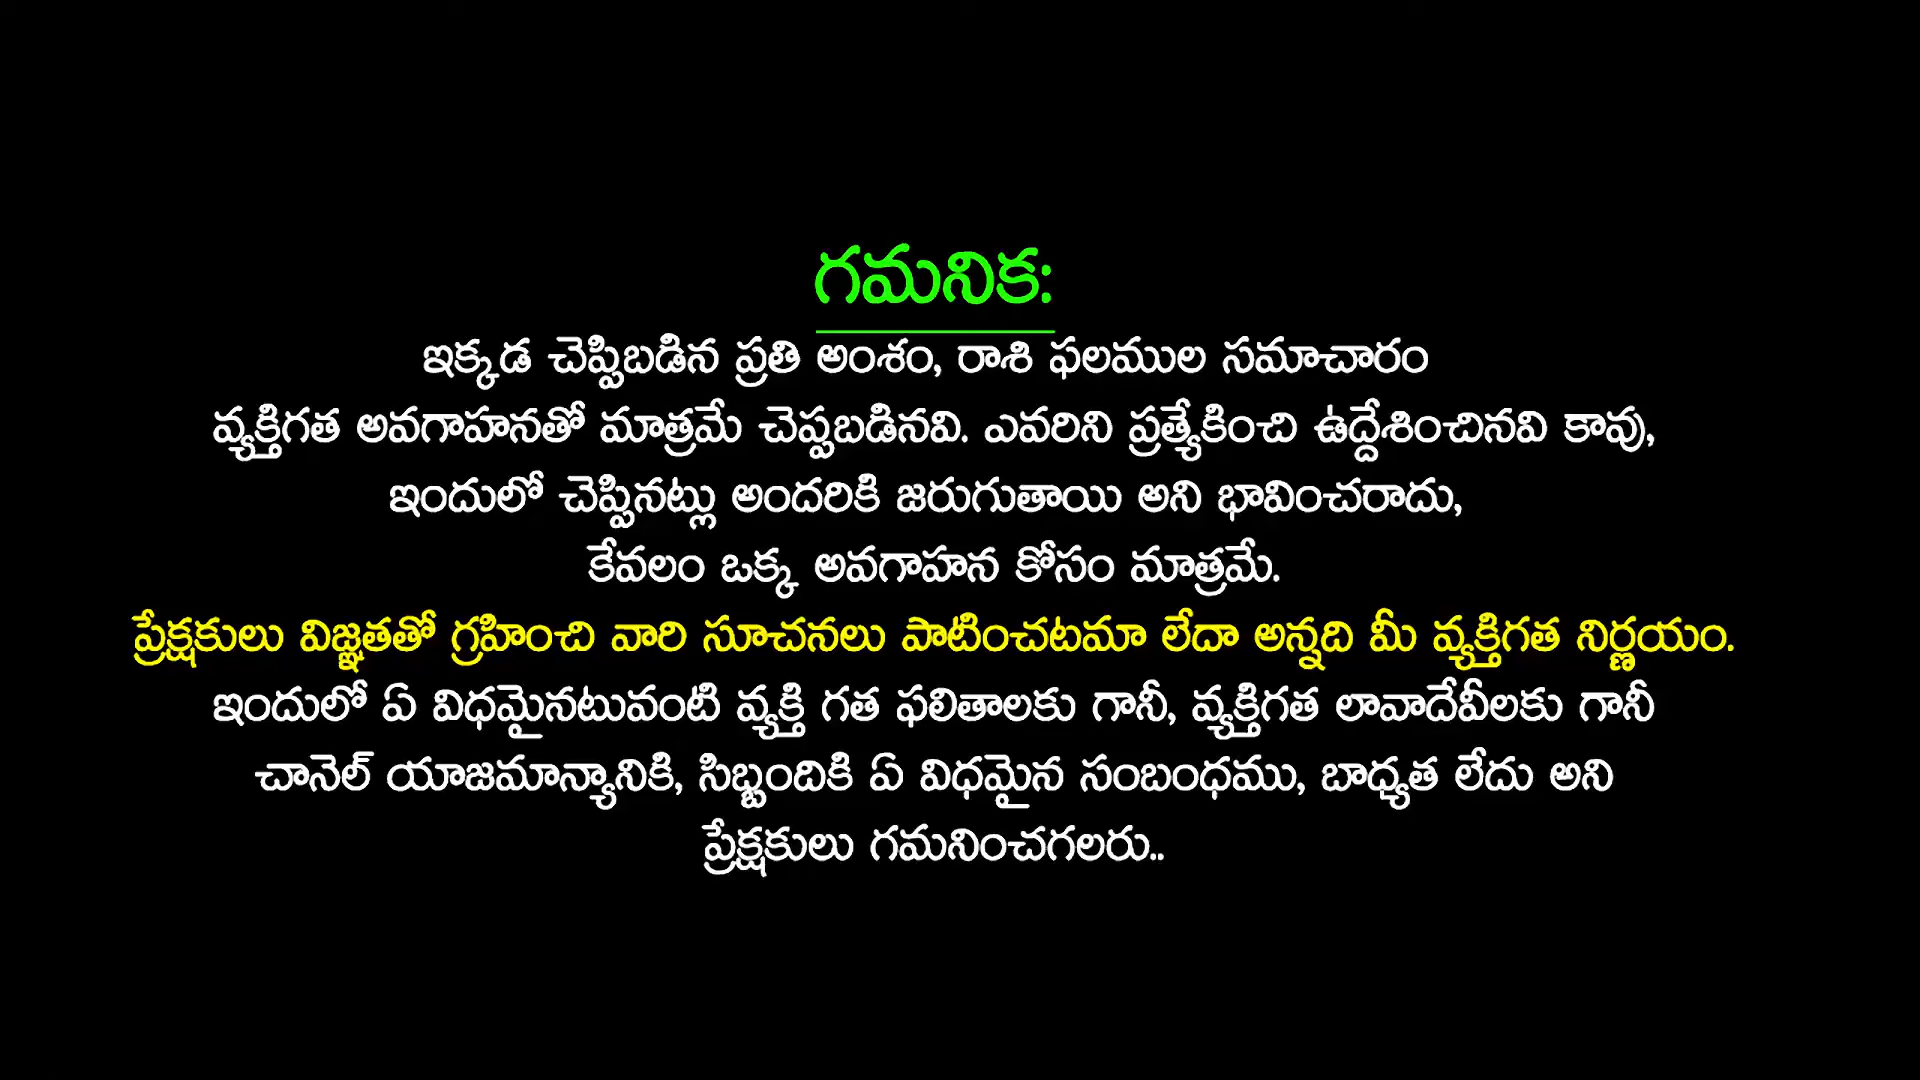 గమనిక:
ఇక్కడ చెప్పిబడిన ప్రతి అంశం, రాశి ఫలముల సమాచారం
వ్యక్తిగత అవగాహనతో మాత్రమే చెప్పబడినవి. ఎవరిని ప్రత్యేకించి ఉద్దేశించినవి కావు,
ఇందులో చెప్పినట్లు అందరికి జరుగుతాయి అని భావించరాదు,
కేవలం ఒక్క అవగాహన కోసం మాత్రమే.
ప్రేక్షకులు విజ్ఞతతో గ్రహించి వారి సూచనలు పాటించటమా లేదా అన్నది మీ వ్యక్తిగత నిర్ణయం.
ఇందులో ఏ విధమైనటువంటి వ్యక్తి గత ఫలితాలకు గానీ, వ్యక్తిగత లావాదేవీలకు గానీ
చానెల్ యాజమాన్యానికి, సిబ్బందికి ఏ విధమైన సంబంధము, బాధ్యత లేదు అని
ప్రేక్షకులు గమనించగలరు..